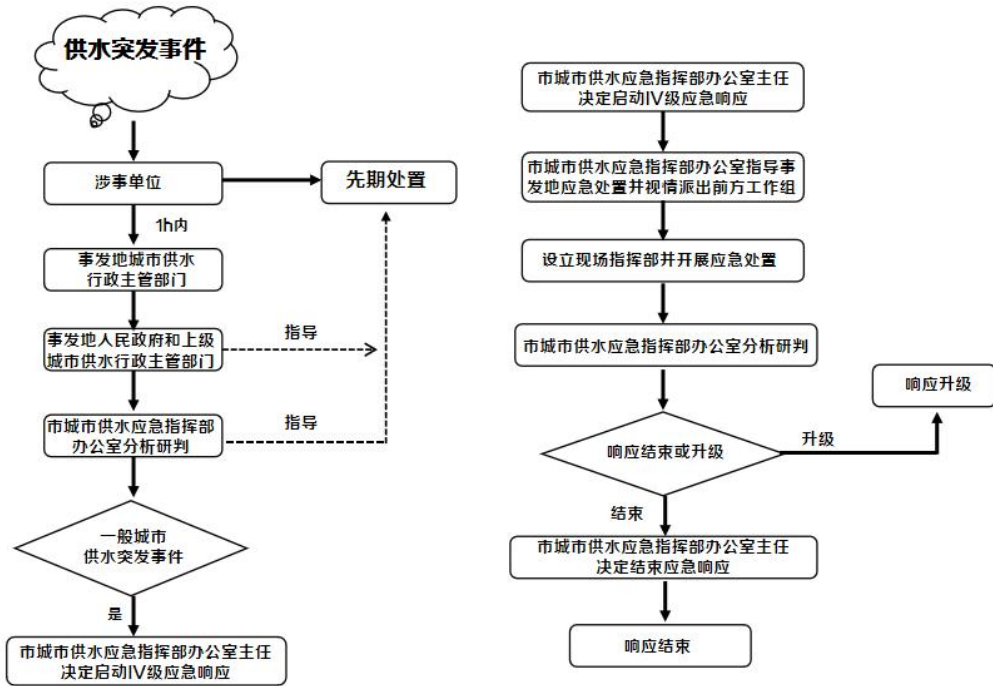 供水突发事件
涉事单位
先期处置
1h内
事发地城市供水
行政主管部门
事发地人民政府和上级
城市供水行政主管部门
指导
市城市供水应急指挥部
办公室分析研判
指导
一般城市
供水突发事件
是
市城市供水应急指挥部办公室主任
决定启动IV级应急响应
市城市供水应急指挥部办公室主任
决定启动IV级应急响应
市城市供水应急指挥部办公室指导事
发地应急处置并视情派出前方工作组
设立现场指挥部并开展应急处置
市城市供水应急指挥部办公室分析研判
响应升级
响应结束或升级
升级
结束
市城市供水应急指挥部办公室主任
决定结束应急响应
响应结束